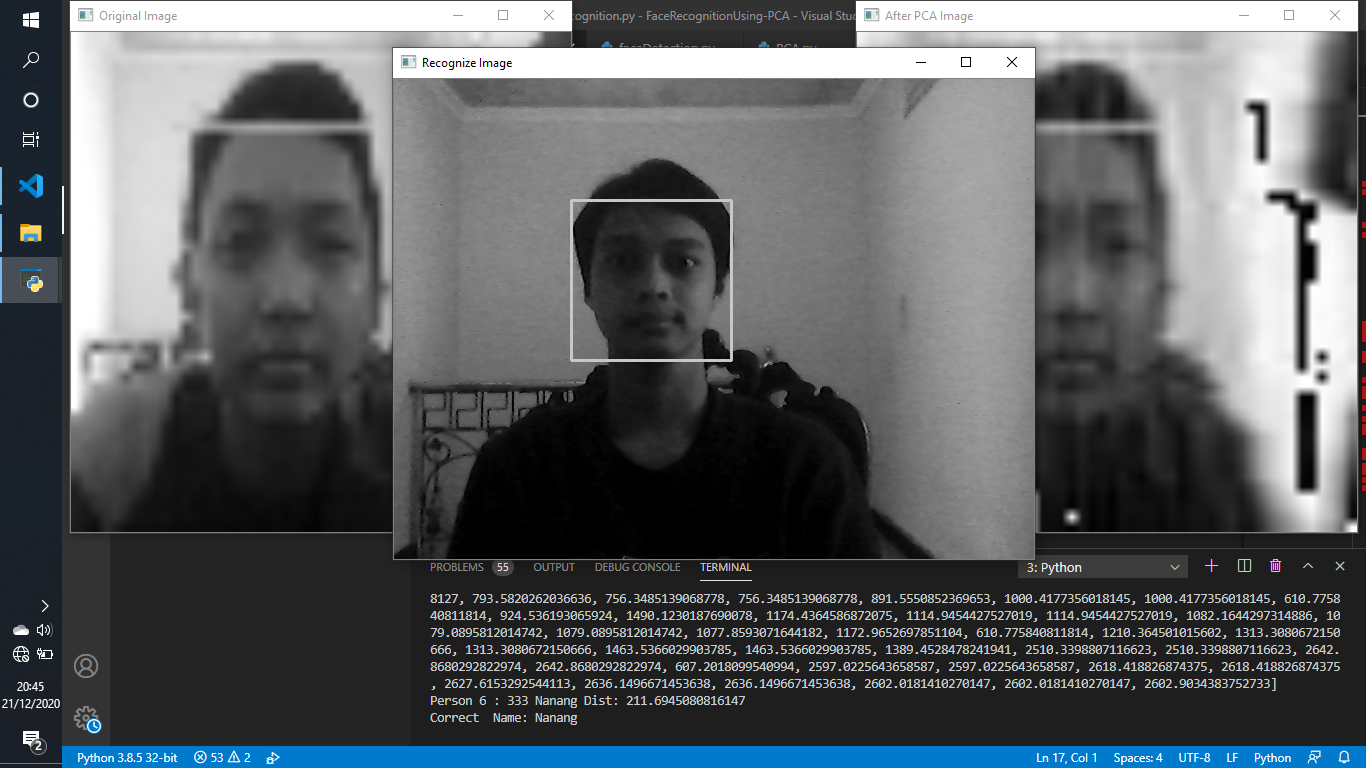 Original Image
cognition.py - FaceRecognitionUsing-PCA - Visual Stud
After PCA Image
faceDetection.py
PCA.py
Recognize Image
PROBLEMS 55 OUTPUT DEBUG CONSOLE TERMINAL
3: Python
8127, 793.5820262036636, 756.3485139068778, 756.3485139068778, 891.5550852369653, 1000.4177356018145, 1000.4177356018145, 610.7758
40811814, 924.536193065924, 1490.1230187690078, 1174.4364586872075, 1114.9454427527019, 1114.9454427527019, 1082.1644297314886, 10
79.0895812014742, 1079.0895812014742, 1077.8593071644182, 1172.9652697851104, 610.775840811814, 1210.364501015602, 1313.3080672150
666, 1313.3080672150666, 1463.5366029903785, 1463.5366029903785, 1389.4528478241941, 2510.3398807116623, 2510.3398807116623, 2642.
8680292822974, 2642.8680292822974, 607.2018099540994, 2597.0225643658587, 2597.0225643658587, 2618.418826874375, 2618.418826874375
, 2627.6153292544113, 2636.1496671453638, 2636.1496671453638, 2602.0181410270147, 2602.0181410270147, 2602.9034383752733]
Person 6 : 333 Nanang Dist: 211.6945080816147
Correct  Name: Nanang
20:45
21/12/2020
2
Python 3.8.5 32-bit 53 2
Ln 17, Col 1 Spaces: 4 UTF-8 LF Python